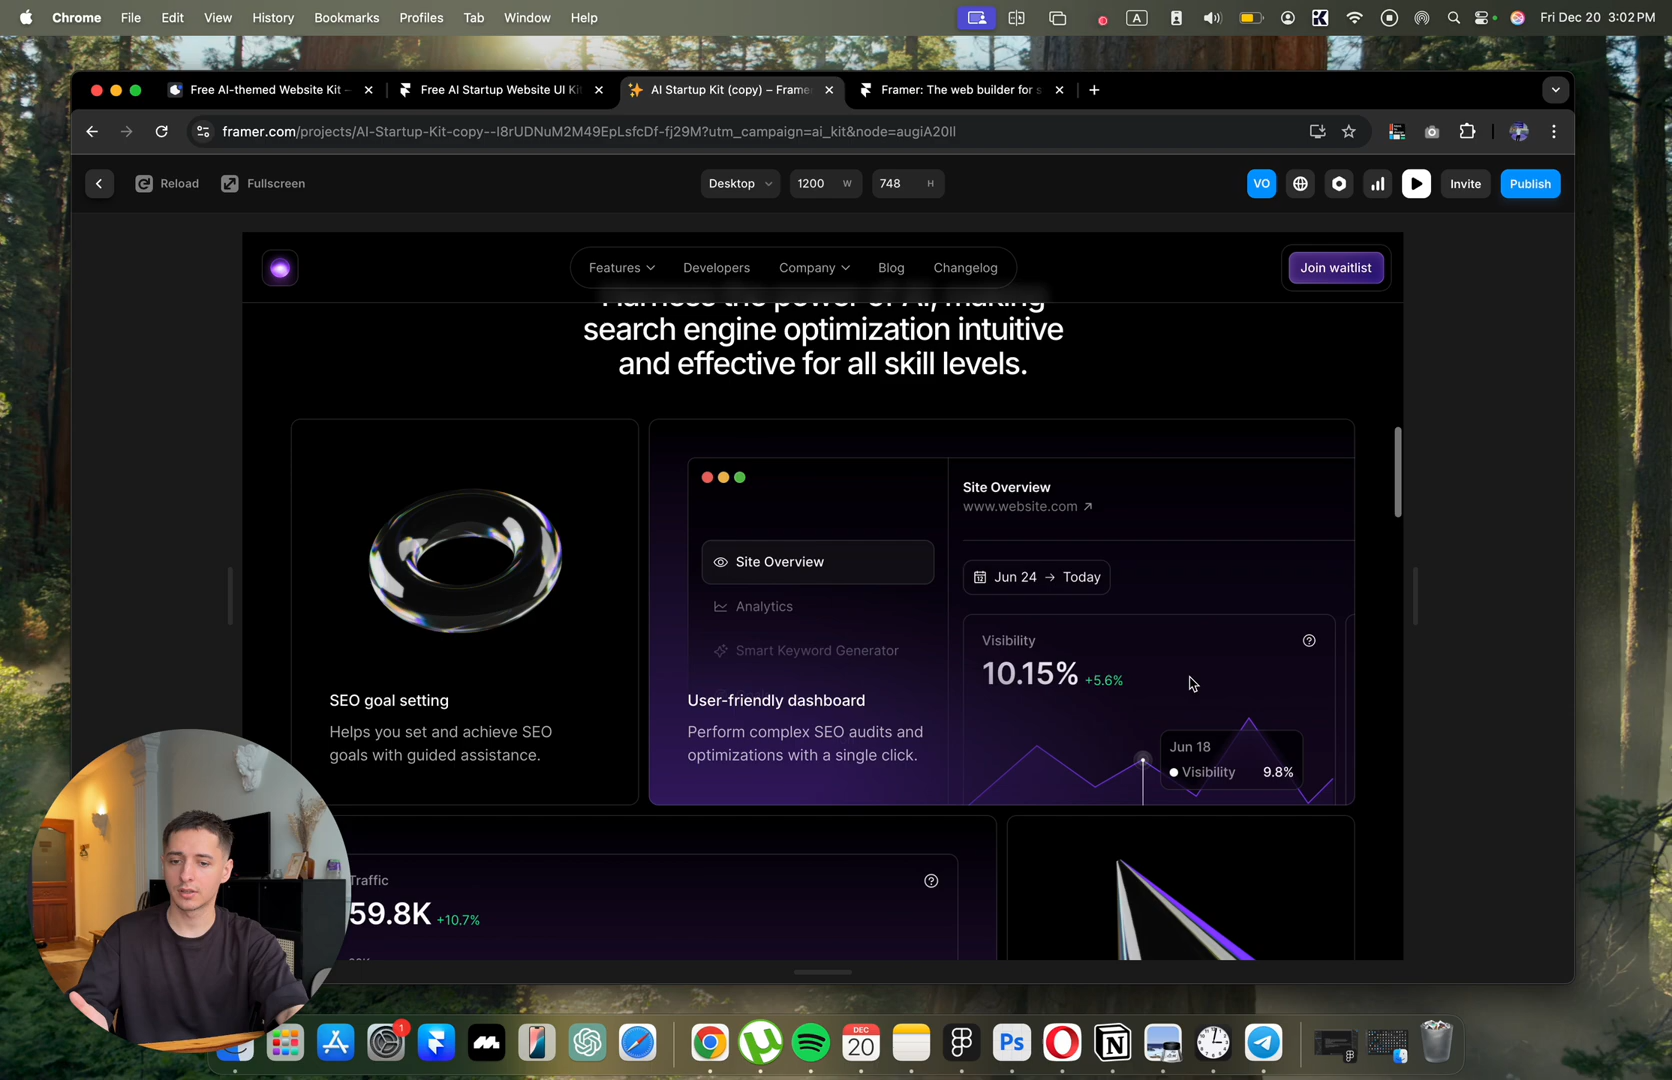 Chrome File Edit View History Bookmarks Profiles Tab Window Help
A
Fri Dec 20 3:02 PM
Free AI-themed Website Kit –
Free AI Startup Website UI Kit
AI Startup Kit (copy) – Frame
Framer: The web builder for s
framer.com/projects/AI-Startup-Kit-copy--I8rUDNuM2M49EpLsfcDf-fj29M?utm_campaign=ai_kit&node=augiA20Il
Reload
Fullscreen
Desktop
1200 W
748 H
VO
Invite
Publish
Features
Developers
Company
Blog
Changelog
Join waitlist
Harness the power of AI, making
search engine optimization intuitive
and effective for all skill levels.
Site Overview
www.website.com ↗
Site Overview
Jun 24 → Today
Analytics
Visibility
Smart Keyword Generator
10.15% +5.6%
SEO goal setting
User-friendly dashboard
Helps you set and achieve SEO
goals with guided assistance.
Perform complex SEO audits and
optimizations with a single click.
Jun 18
Visibility 9.8%
Traffic
59.8K +10.7%
1
DEC
20
Ps